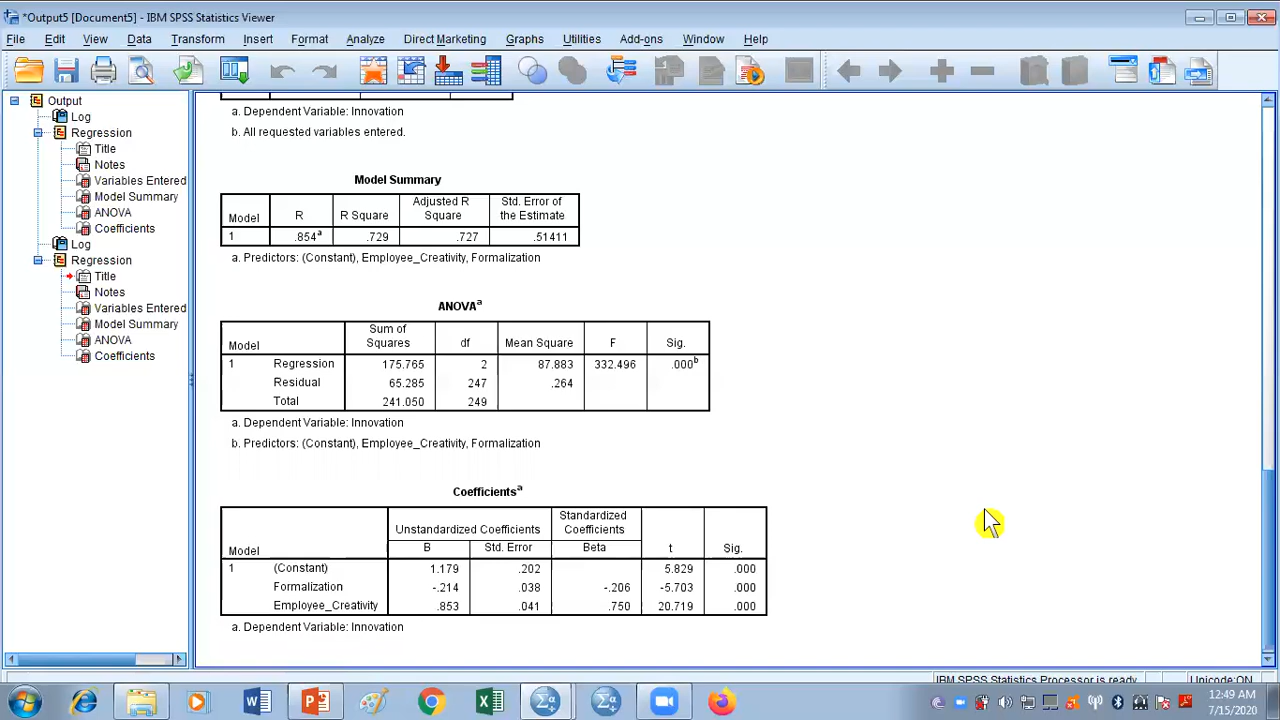 *Output5 [Document5] - IBM SPSS Statistics Viewer
File Edit View Data Transform Insert Format Analyze Direct Marketing Graphs Utilities Add-ons Window Help
Output
Log
Regression
Title
Notes
Variables Entered
Model Summary
ANOVA
Coefficients
Log
Regression
Title
Notes
Variables Entered
Model Summary
ANOVA
Coefficients
a. Dependent Variable: Innovation
b. All requested variables entered.
Model Summary
Model R R Square Adjusted R Square Std. Error of the Estimate
1 .854a .729 .727 .51411
a. Predictors: (Constant), Employee_Creativity, Formalization
ANOVAa
Model Sum of Squares df Mean Square F Sig.
1 Regression 175.765 2 87.883 332.496 .000b
Residual 65.285 247 .264
Total 241.050 249
a. Dependent Variable: Innovation
b. Predictors: (Constant), Employee_Creativity, Formalization
Coefficientsa
Model Unstandardized Coefficients Standardized Coefficients t Sig.
B Std. Error Beta
1 (Constant) 1.179 .202 5.829 .000
Formalization -.214 .038 -.206 -5.703 .000
Employee_Creativity .853 .041 .750 20.719 .000
a. Dependent Variable: Innovation
IBM SPSS Statistics Processor is ready Unicode:ON
12:49 AM
7/15/2020